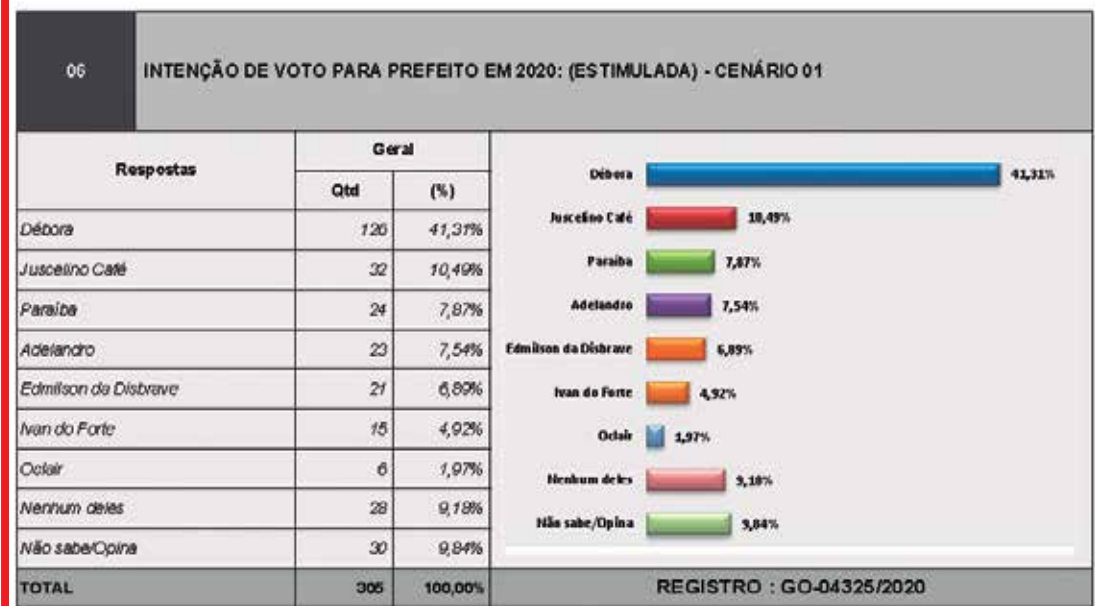 06
INTENÇÃO DE VOTO PARA PREFEITO EM 2020: (ESTIMULADA) - CENÁRIO 01
Respostas
Geral
Qtd (%)
Débora 126 41,31%
Juscelino Café 32 10,49%
Paraíba 24 7,87%
Adelandro 23 7,54%
Edmilson da Disbrave 21 6,89%
Ivan do Forte 15 4,92%
Oclair 6 1,97%
Nenhum deles 28 9,18%
Não sabe/Opina 30 9,84%
TOTAL 305 100,00%
Débora 41,31%
Juscelino Café 10,49%
Paraíba 7,87%
Adelandro 7,54%
Edmilson da Disbrave 6,89%
Ivan do Forte 4,92%
Oclair 1,97%
Nenhum deles 9,18%
Não sabe/Opina 9,84%
REGISTRO : GO-04325/2020